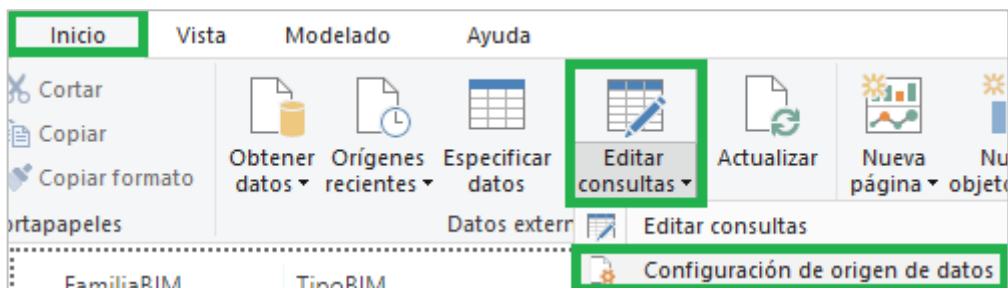 Inicio Vista Modelado Ayuda
Cortar
Copiar
Copiar formato
Obtener datos
Orígenes recientes
Especificar datos
Editar consultas
Actualizar
Nueva página
Datos
Editar consultas
Configuración de origen de datos
FamiliaBIM TipoBIM